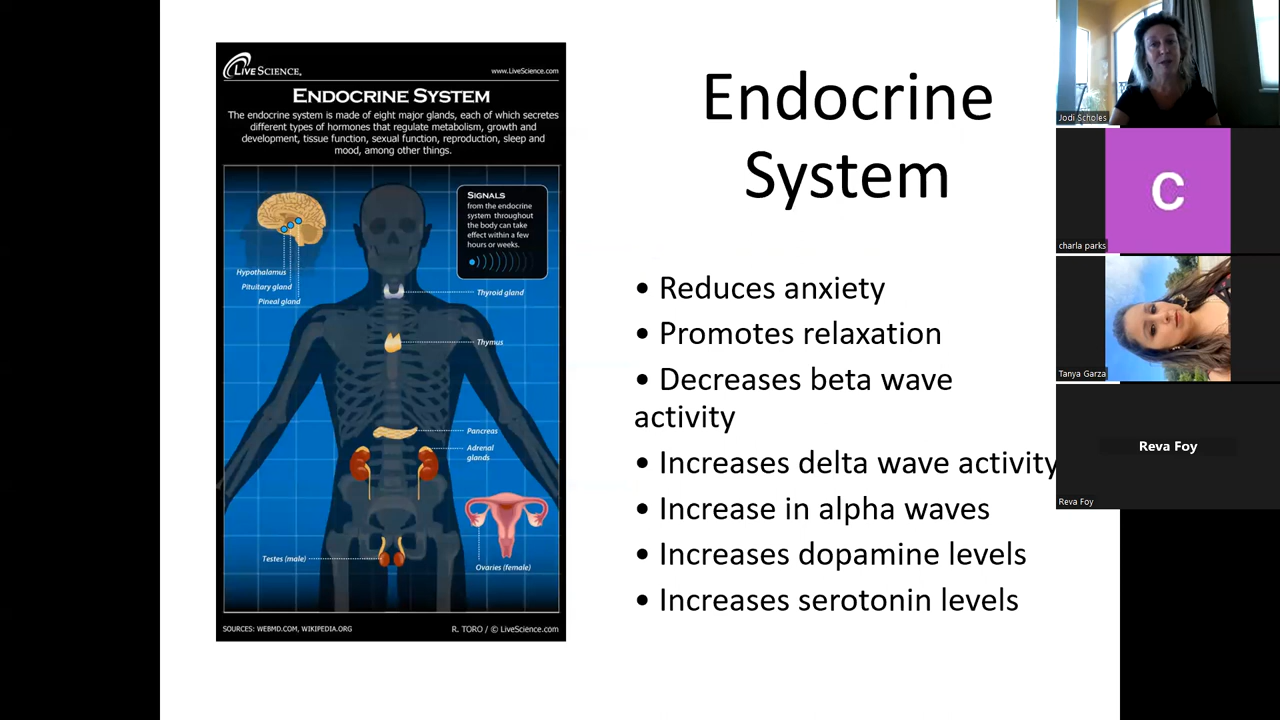 LIVESCIENCE.
www.LiveScience.com
ENDOCRINE SYSTEM
The endocrine system is made of eight major glands, each of which secretes
different types of hormones that regulate metabolism, growth and
development, tissue function, sexual function, reproduction, sleep and
mood, among other things.
SIGNALS
from the endocrine
system throughout
the body can take
effect within a few
hours or weeks.
Hypothalamus
Pituitary gland
Pineal gland
Thyroid gland
Thymus
Pancreas
Adrenal
glands
Testes (male)
Ovaries (female)
SOURCES: WEBMD.COM, WIKIPEDIA.ORG
R. TORO / © LiveScience.com
Endocrine
System
• Reduces anxiety
• Promotes relaxation
• Decreases beta wave
activity
• Increases delta wave activity
• Increase in alpha waves
• Increases dopamine levels
• Increases serotonin levels
Jodi Scholes
C
charla parks
Tanya Garza
Reva Foy
Reva Foy